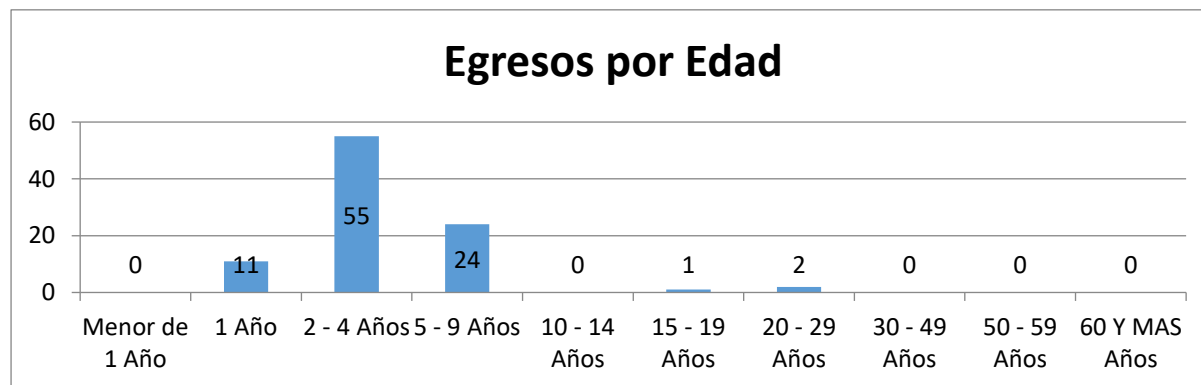 Egresos por Edad
60
40
20
0
0
11
55
24
0
1
2
0
0
0
Menor de
1 Año
1 Año
2 - 4 Años
5 - 9 Años
10 - 14
Años
15 - 19
Años
20 - 29
Años
30 - 49
Años
50 - 59
Años
60 Y MAS
Años